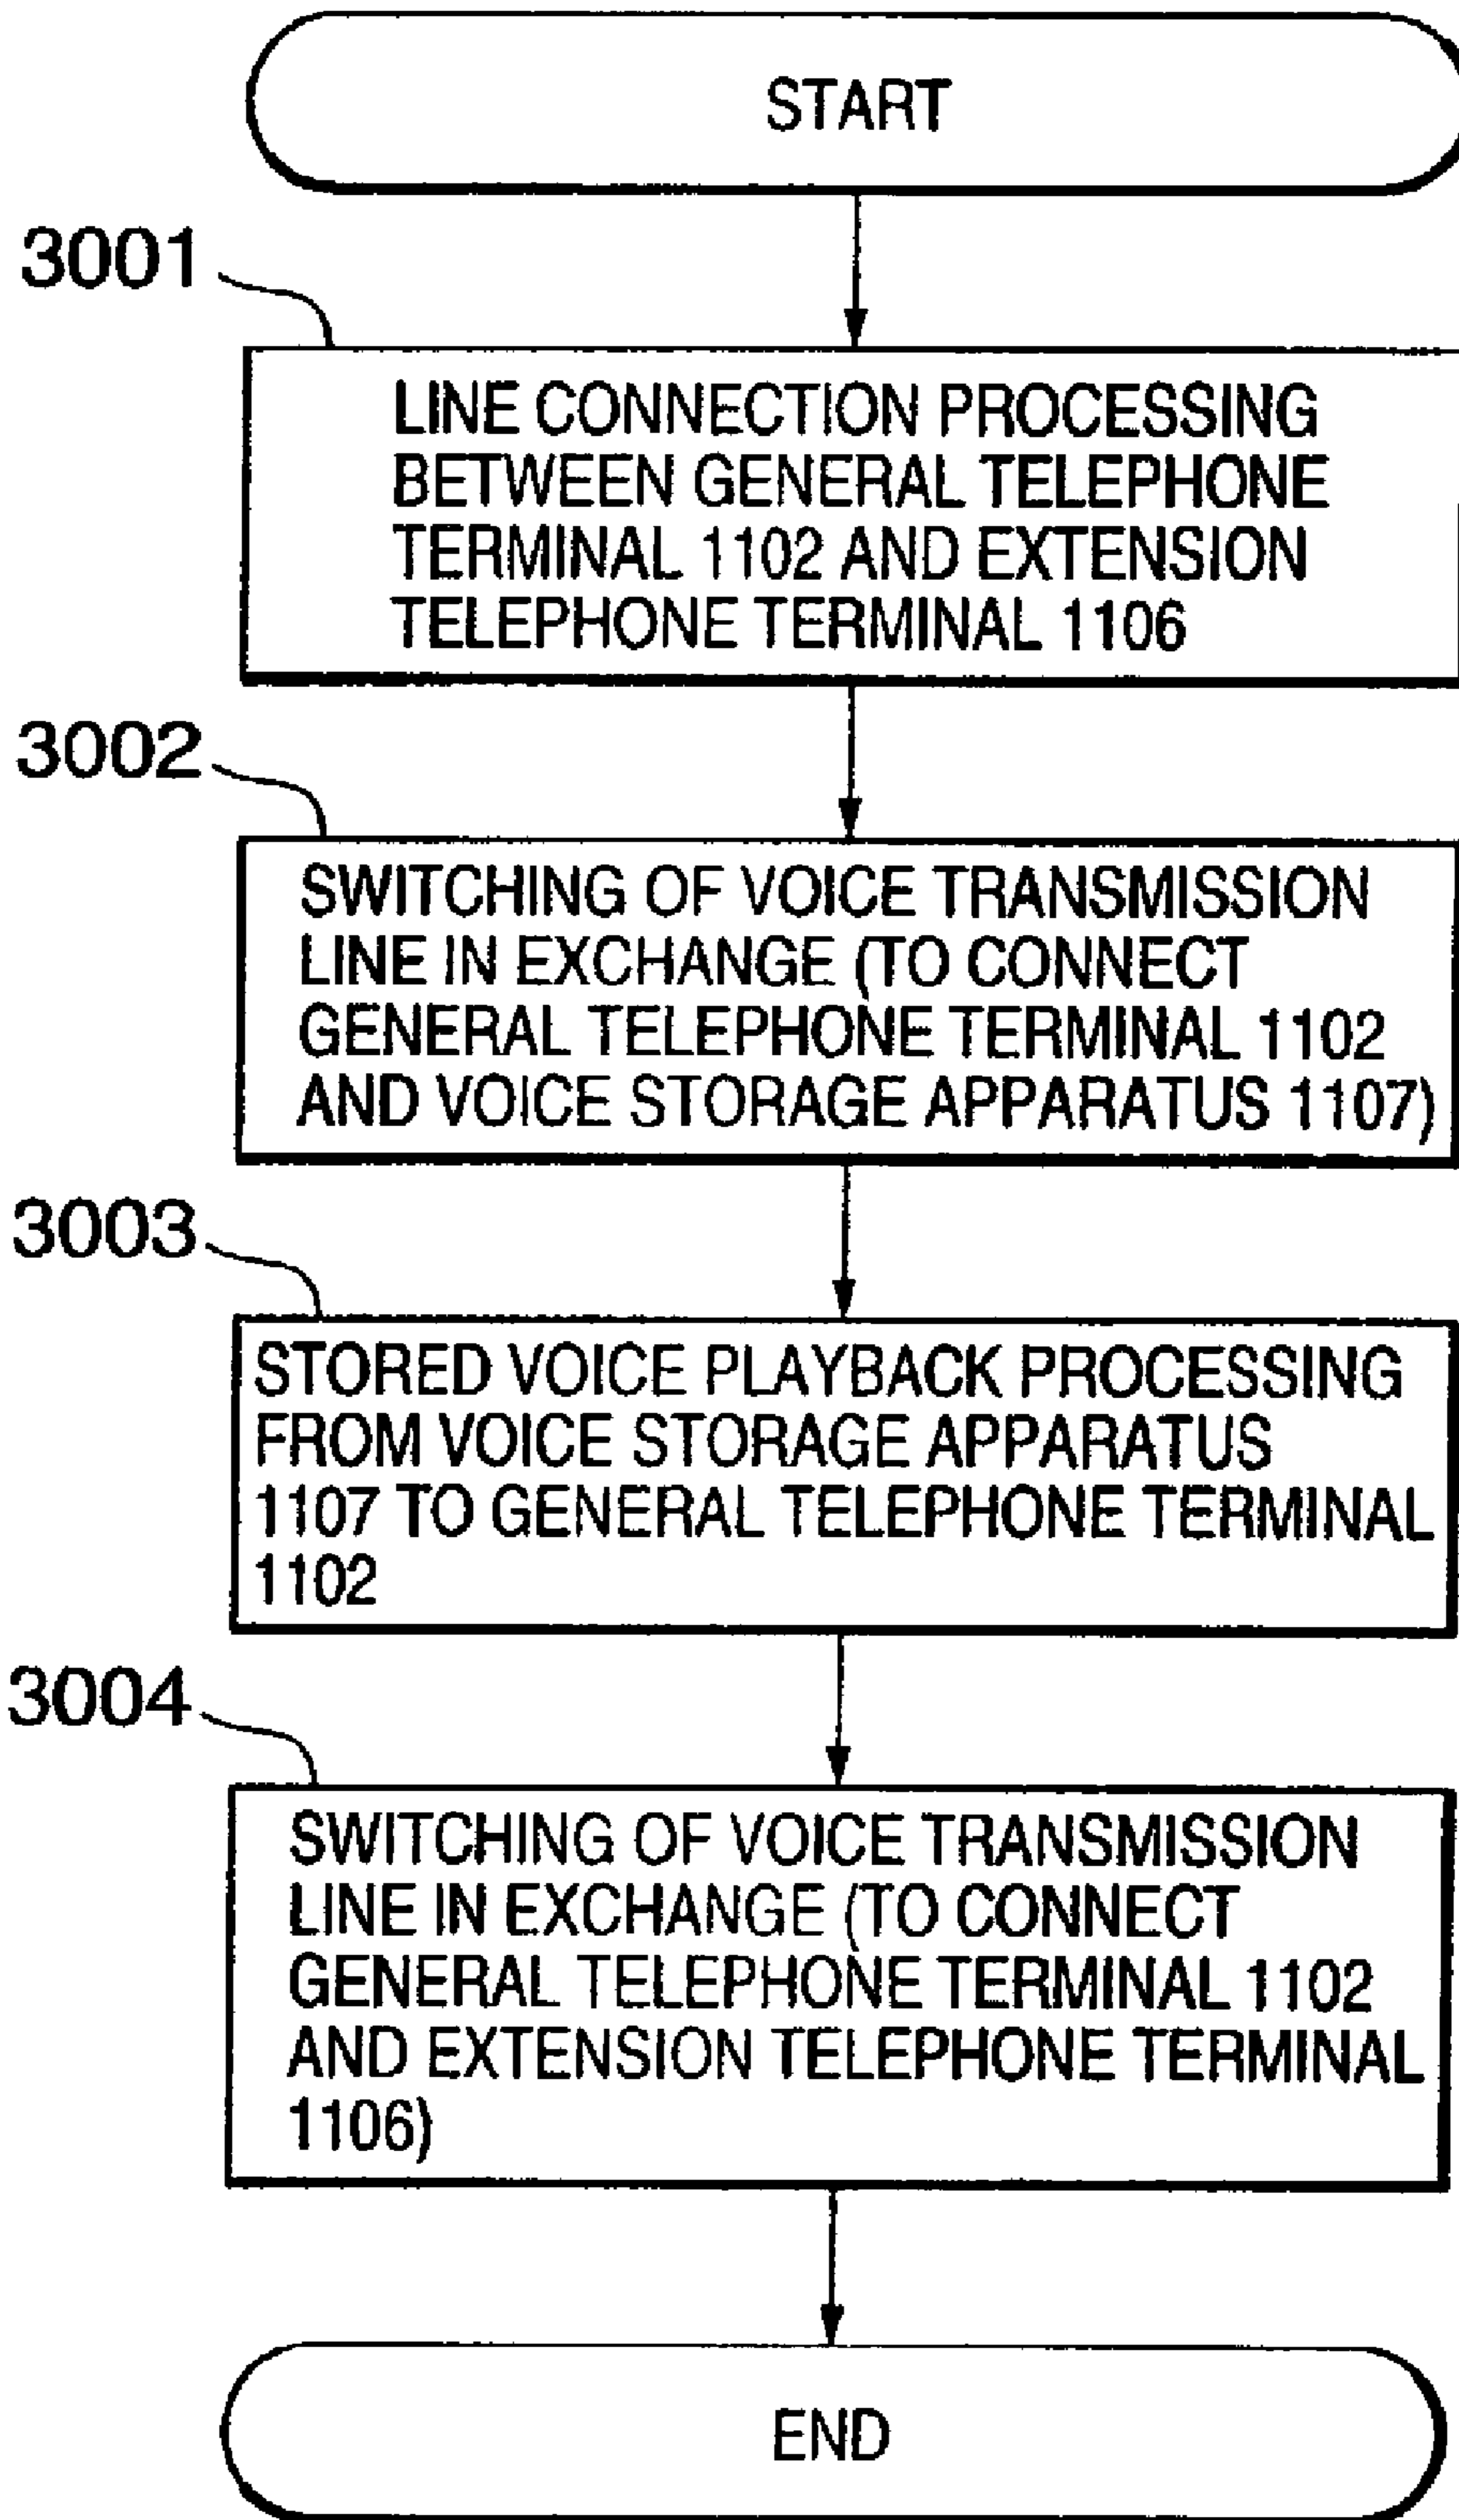 START
3001
LINE CONNECTION PROCESSING
BETWEEN GENERAL TELEPHONE
TERMINAL 1102 AND EXTENSION
TELEPHONE TERMINAL 1106
3002
SWITCHING OF VOICE TRANSMISSION
LINE IN EXCHANGE (TO CONNECT
GENERAL TELEPHONE TERMINAL 1102
AND VOICE STORAGE APPARATUS 1107)
3003
STORED VOICE PLAYBACK PROCESSING
FROM VOICE STORAGE APPARATUS
1107 TO GENERAL TELEPHONE TERMINAL
1102
3004
SWITCHING OF VOICE TRANSMISSION
LINE IN EXCHANGE (TO CONNECT
GENERAL TELEPHONE TERMINAL 1102
AND EXTENSION TELEPHONE TERMINAL
1106)
END